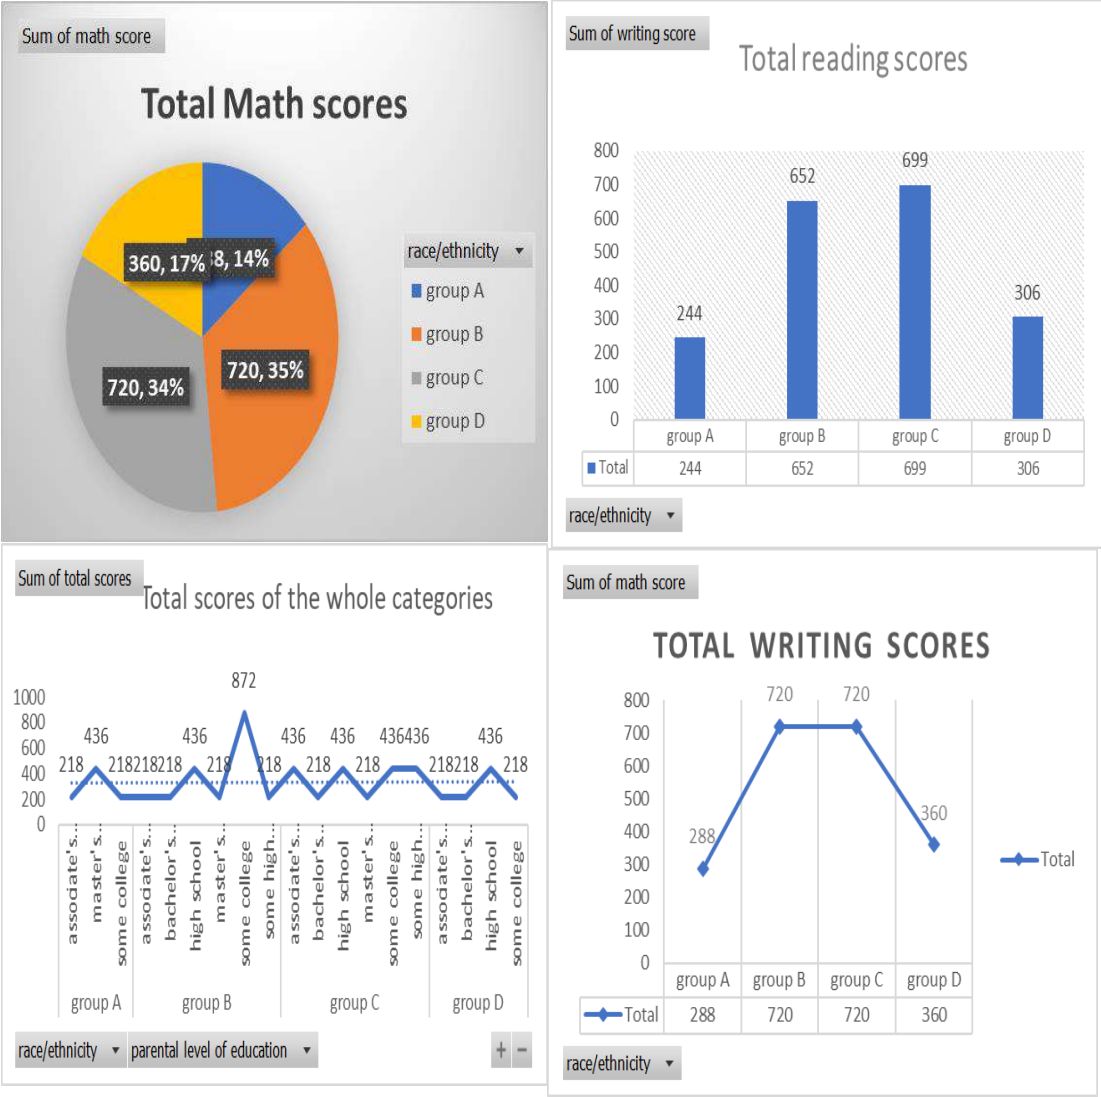 Sum of math score
Total Math scores
360, 17%
8, 14%
720, 35%
720, 34%
race/ethnicity
group A
group B
group C
group D
Sum of writing score
Total reading scores
800
700
600
500
400
300
200
100
0
244
652
699
306
group A group B group C group D
Total 244 652 699 306
race/ethnicity
Sum of total scores
Total scores of the whole categories
1000
800
600
400
200
0
218 436 218 218 218 436 218 872 218 436 218 436 218 436 436 218 218 436 218
associate's...
master's...
some college
associate's...
bachelor's...
high school
master's...
some college
some high...
associate's...
bachelor's...
high school
master's...
some college
some high...
associate's...
bachelor's...
high school
some college
group A group B group C group D
race/ethnicity parental level of education + −
Sum of math score
TOTAL WRITING SCORES
800
700
600
500
400
300
200
100
0
288
720
720
360
Total
group A group B group C group D
Total 288 720 720 360
race/ethnicity